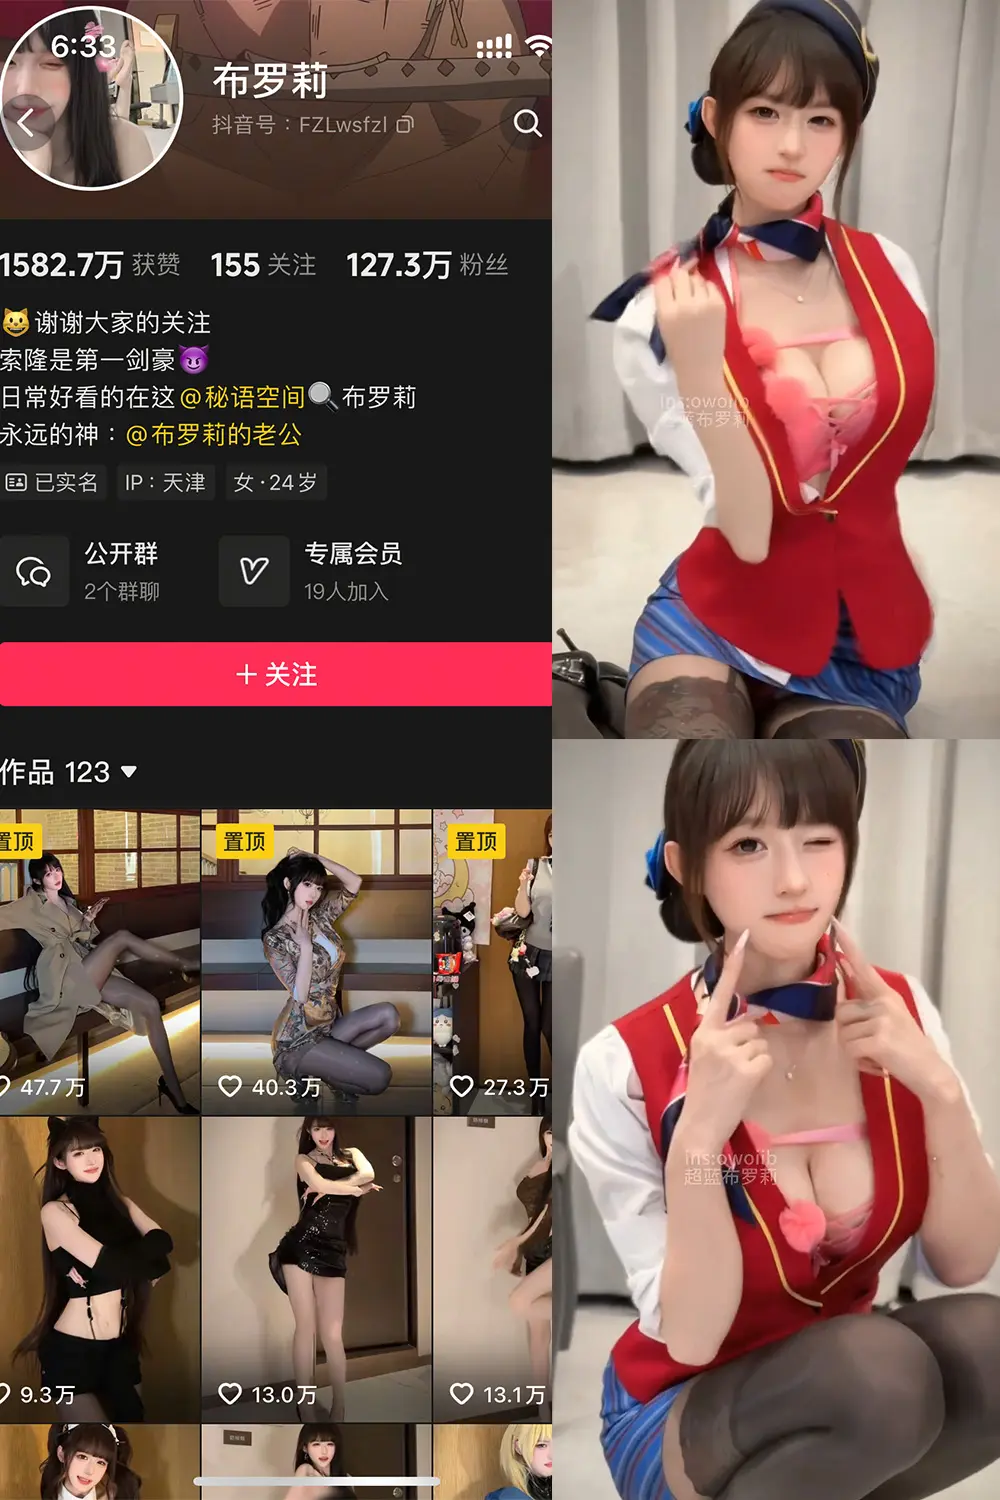 6:33
布罗莉
抖音号：FZLwsfzl
1582.7万 获赞 155 关注 127.3万 粉丝
😺谢谢大家的关注
索隆是第一剑豪😈
日常好看的在这@秘语空间🔍布罗莉
永远的神：@布罗莉的老公
已实名 IP：天津 女·24岁
公开群 专属会员
2个群聊 19人加入
+ 关注
作品 123
置顶 置顶 置顶
47.7万 40.3万 27.3万
9.3万 13.0万 13.1万
ins:owoiib
超蓝布罗莉
ins:owoiib
超蓝布罗莉